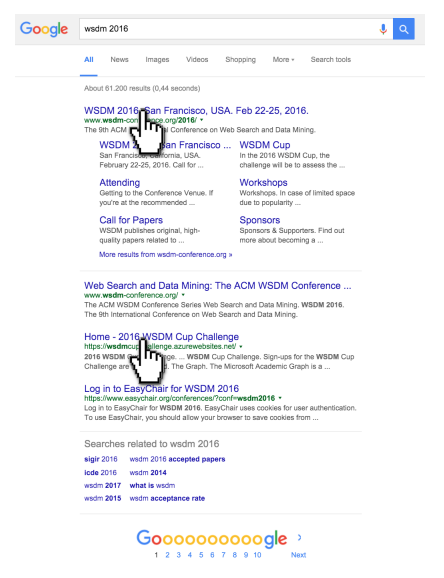 Google
wsdm 2016
All News Images Videos Shopping More Search tools
About 61.200 results (0,44 seconds)
WSDM 2016, San Francisco, USA. Feb 22-25, 2016.
www.wsdm-conference.org/2016/
The 9th ACM Conference on Web Search and Data Mining.
WSDM San Francisco ...
San Francisco, California, USA.
February 22-25, 2016. Call for ...
WSDM Cup
In the 2016 WSDM Cup, the
challenge will be to assess the ...
Attending
Getting to the Conference Venue. If
you're at the recommended ...
Workshops
Workshops. In case of limited space
due to popularity ...
Call for Papers
WSDM publishes original, high-
quality papers related to ...
Sponsors
Sponsors & Supporters. Find out
more about becoming a ...
More results from wsdm-conference.org »
Web Search and Data Mining: The ACM WSDM Conference ...
www.wsdm-conference.org/
The ACM WSDM Conference Series Web Search and Data Mining. WSDM 2016.
The 9th International Conference on Web Search and Data Mining.
Home - 2016 WSDM Cup Challenge
https://wsdmcupchallenge.azurewebsites.net/
2016 WSDM ... WSDM Cup Challenge. Sign-ups for the WSDM Cup
Challenge are The Graph. The Microsoft Academic Graph is a ...
Log in to EasyChair for WSDM 2016
https://www.easychair.org/conferences/?conf=wsdm2016
Log in to EasyChair for WSDM 2016. EasyChair uses cookies for user authentication.
To use EasyChair, you should allow your browser to save cookies from ...
Searches related to wsdm 2016
sigir 2016 wsdm 2016 accepted papers
icde 2016 wsdm 2014
wsdm 2017 what is wsdm
wsdm 2015 wsdm acceptance rate
Goooooooooogle
1 2 3 4 5 6 7 8 9 10 Next